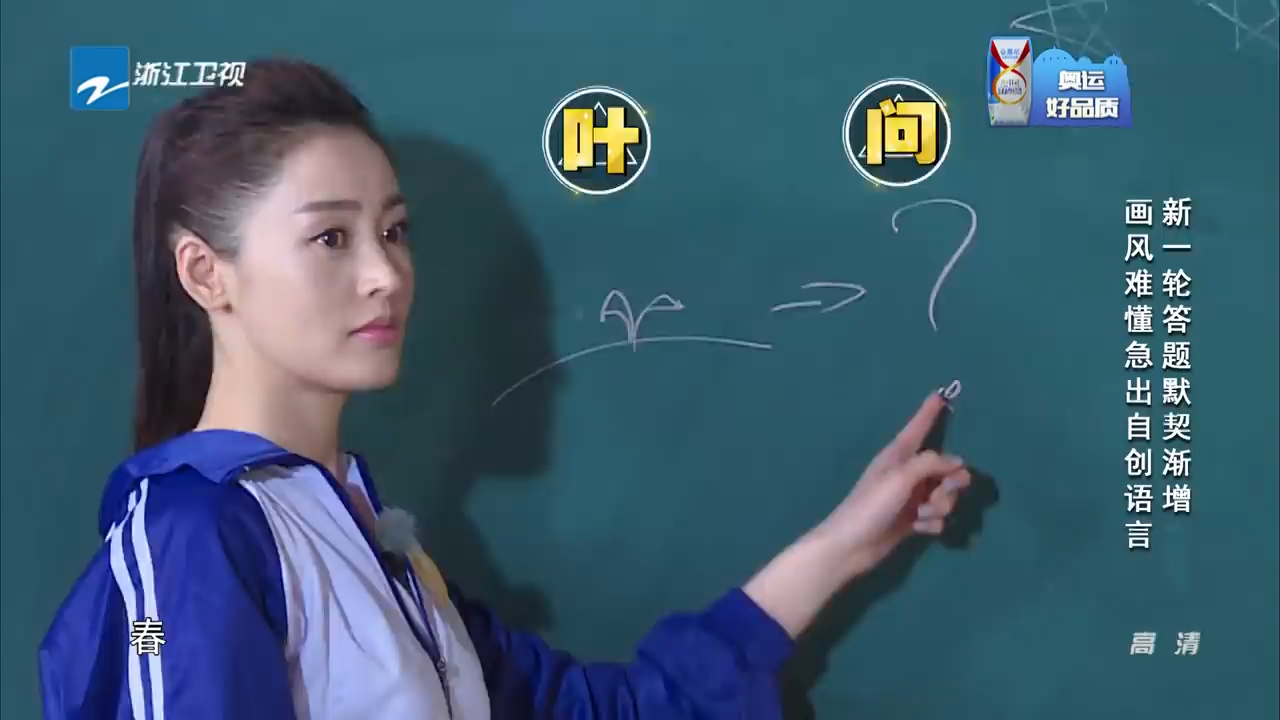 浙江卫视
叶
问
奥运
好品质
新一轮答题默契渐增
画风难懂急出自创语言
?
春
高清